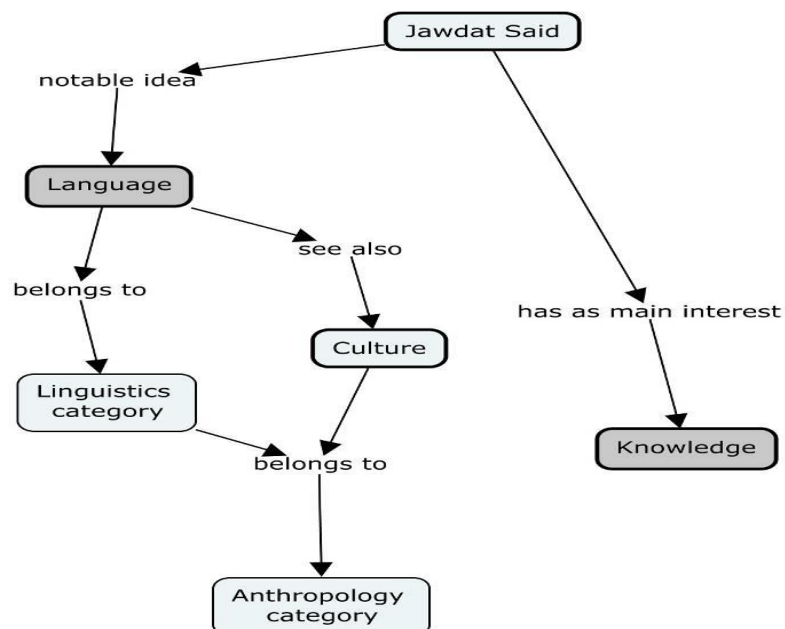 Jawdat Said
notable idea
Language
see also
belongs to
has as main interest
Culture
Linguistics
category
Knowledge
belongs to
Anthropology
category